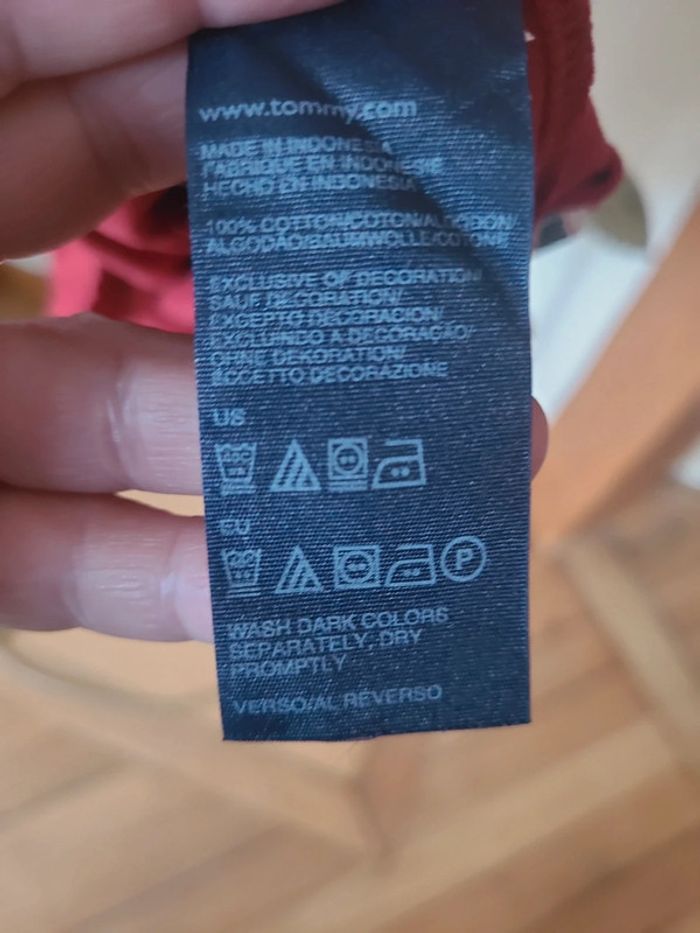 www.tommy.com
MADE IN INDONESIA
FABRIQUE EN INDONESIE
HECHO EN INDONESIA
100% COTTON/COTON/ALGODON/
ALGODÃO/BAUMWOLLE/COTONE
EXCLUSIVE OF DECORATION/
SAUF DECORATION/
EXCEPTO DECORACION/
EXCLUINDO A DECORAÇÃO/
OHNE DEKORATION/
ECCETTO DECORAZIONE
US
EU
P
WASH DARK COLORS
SEPARATELY, DRY
PROMPTLY
VERSO/AL REVERSO